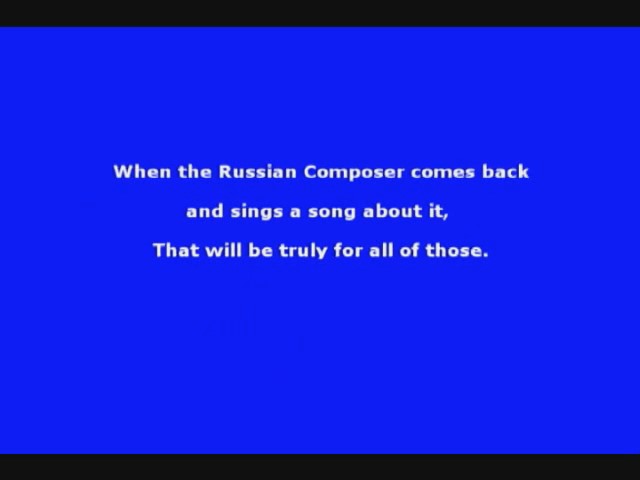 When the Russian Composer comes back
and sings a song about it,
That will be truly for all of those.